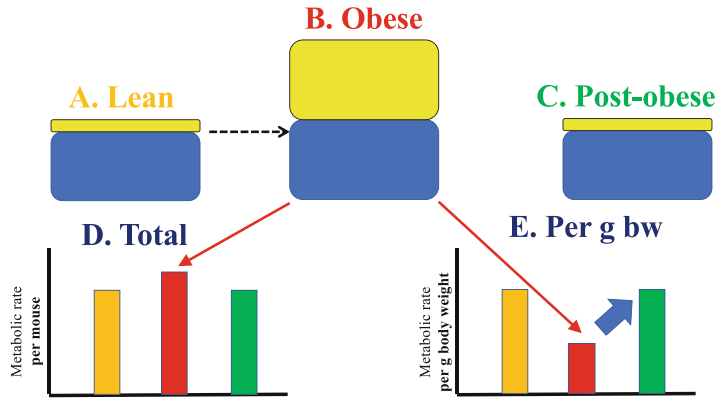 B. Obese
A. Lean
C. Post-obese
D. Total
E. Per g bw
Metabolic rate
per mouse
Metabolic rate
per g body weight